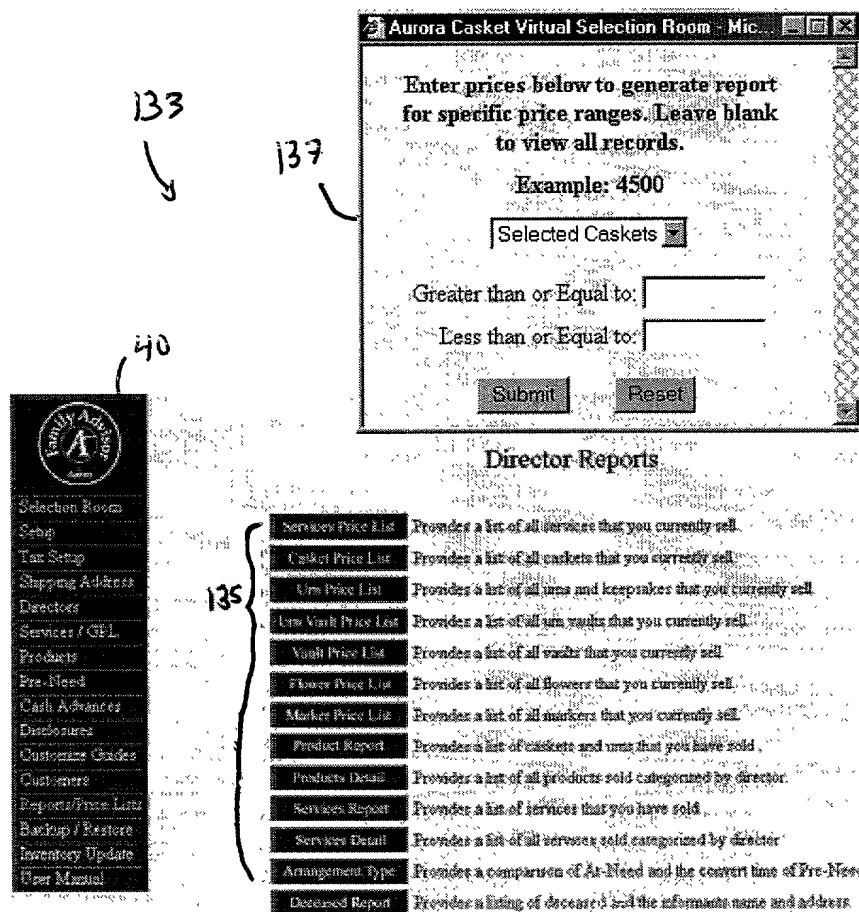 Aurora Casket Virtual Selection Room - Mic...
Enter prices below to generate report
for specific price ranges. Leave blank
to view all records.
Example: 4500
Selected Caskets
Greater than or Equal to:
Less than or Equal to:
Submit Reset
133
137
40
Family Advisor
Aurora
Selection Room
Setup
Tax Setup
Shipping Address
Directors
Services / GPL
Products
Pre-Need
Cash Advances
Disclosures
Customize Guides
Customers
Reports/Price Lists
Backup / Restore
Inventory Update
User Manual
Director Reports
135
Services Price List Provides a list of all services that you currently sell.
Casket Price List Provides a list of all caskets that you currently sell.
Urn Price List Provides a list of all urns and keepsakes that you currently sell.
Urn Vault Price List Provides a list of all urn vaults that you currently sell.
Vault Price List Provides a list of all vaults that you currently sell.
Flower Price List Provides a list of all flowers that you currently sell.
Marker Price List Provides a list of all markers that you currently sell.
Product Report Provides a list of caskets and urns that you have sold.
Products Detail Provides a list of all products sold categorized by director.
Services Report Provides a list of services that you have sold.
Services Detail Provides a list of all services sold categorized by director
Arrangement Type Provides a comparison of At-Need and the convert time of Pre-Need
Deceased Report Provides a listing of deceased and the informants name and address.